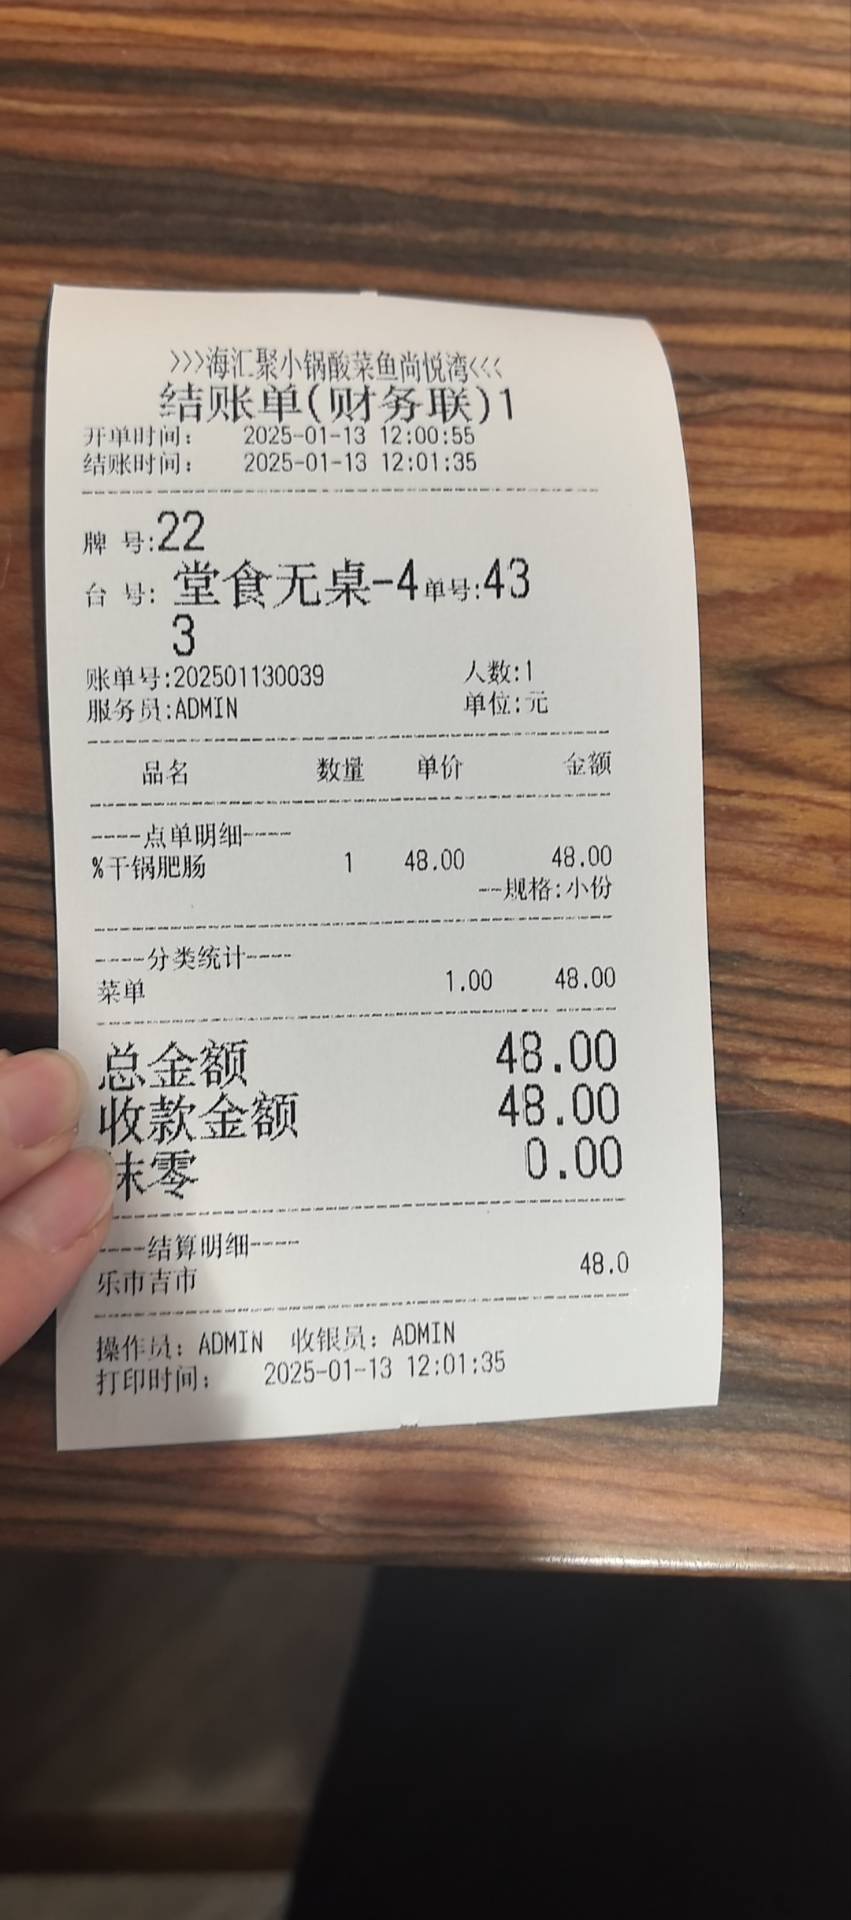 >>>海汇聚小锅酸菜鱼尚悦湾<<<
结账单(财务联)1
开单时间: 2025-01-13 12:00:55
结账时间: 2025-01-13 12:01:35
牌 号:22
台 号: 堂食无桌-4单号:43
3
账单号:202501130039 人数:1
服务员:ADMIN 单位:元
品名 数量 单价 金额
----点单明细----
%干锅肥肠 1 48.00 48.00
--规格:小份
----分类统计----
菜单 1.00 48.00
总金额 48.00
收款金额 48.00
抹零 0.00
----结算明细----
乐市吉市 48.0
操作员: ADMIN 收银员: ADMIN
打印时间: 2025-01-13 12:01:35